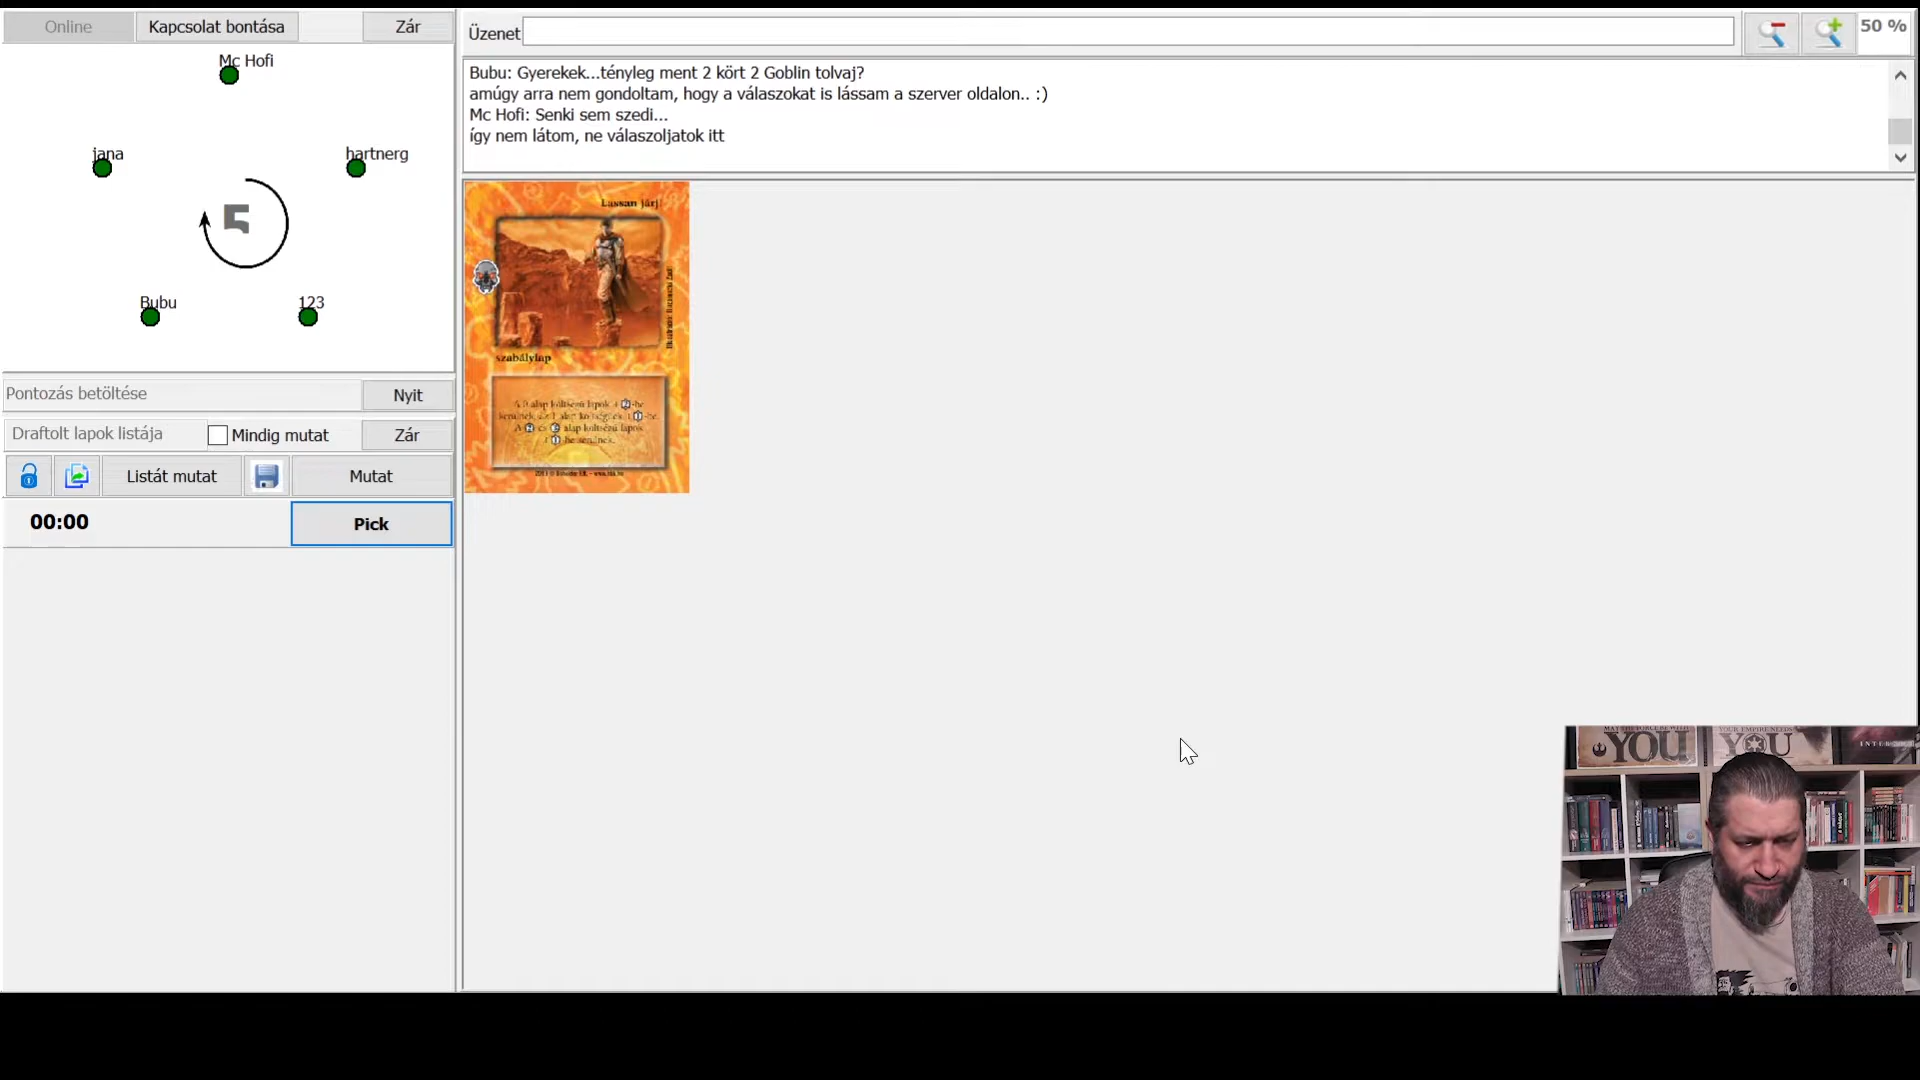 Online
Kapcsolat bontása
Zár
Mc Hofi
jana
hartnerg
5
Bubu
123
Pontozás betöltése
Nyit
Draftolt lapok listája
Mindig mutat
Zár
Listát mutat
Mutat
00:00
Pick
Üzenet
50 %
Bubu: Gyerekek...tényleg ment 2 kört 2 Goblin tolvaj?
amúgy arra nem gondoltam, hogy a válaszokat is lássam a szerver oldalon.. :)
Mc Hofi: Senki sem szedi...
így nem látom, ne válaszoljatok itt
Lassan járj!
szabálylap
YOU
YOUR EMPIRE NEEDS
YOU